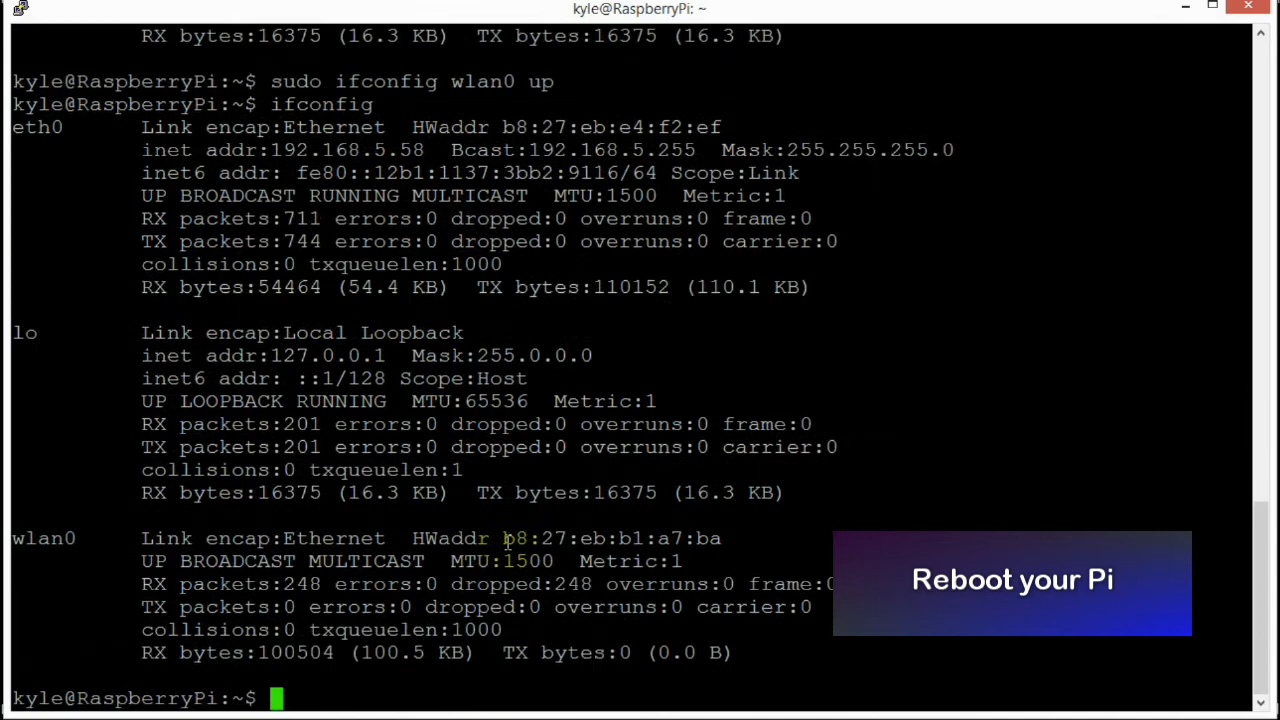 kyle@RaspberryPi: ~
RX bytes:16375 (16.3 KB)  TX bytes:16375 (16.3 KB)
kyle@RaspberryPi:~$ sudo ifconfig wlan0 up
kyle@RaspberryPi:~$ ifconfig
eth0      Link encap:Ethernet  HWaddr b8:27:eb:e4:f2:ef
inet addr:192.168.5.58  Bcast:192.168.5.255  Mask:255.255.255.0
inet6 addr: fe80::12b1:1137:3bb2:9116/64 Scope:Link
UP BROADCAST RUNNING MULTICAST  MTU:1500  Metric:1
RX packets:711 errors:0 dropped:0 overruns:0 frame:0
TX packets:744 errors:0 dropped:0 overruns:0 carrier:0
collisions:0 txqueuelen:1000
RX bytes:54464 (54.4 KB)  TX bytes:110152 (110.1 KB)
lo        Link encap:Local Loopback
inet addr:127.0.0.1  Mask:255.0.0.0
inet6 addr: ::1/128 Scope:Host
UP LOOPBACK RUNNING  MTU:65536  Metric:1
RX packets:201 errors:0 dropped:0 overruns:0 frame:0
TX packets:201 errors:0 dropped:0 overruns:0 carrier:0
collisions:0 txqueuelen:1
RX bytes:16375 (16.3 KB)  TX bytes:16375 (16.3 KB)
wlan0     Link encap:Ethernet  HWaddr b8:27:eb:b1:a7:ba
UP BROADCAST MULTICAST  MTU:1500  Metric:1
RX packets:248 errors:0 dropped:248 overruns:0 frame:0
TX packets:0 errors:0 dropped:0 overruns:0 carrier:0
collisions:0 txqueuelen:1000
RX bytes:100504 (100.5 KB)  TX bytes:0 (0.0 B)
kyle@RaspberryPi:~$
Reboot your Pi